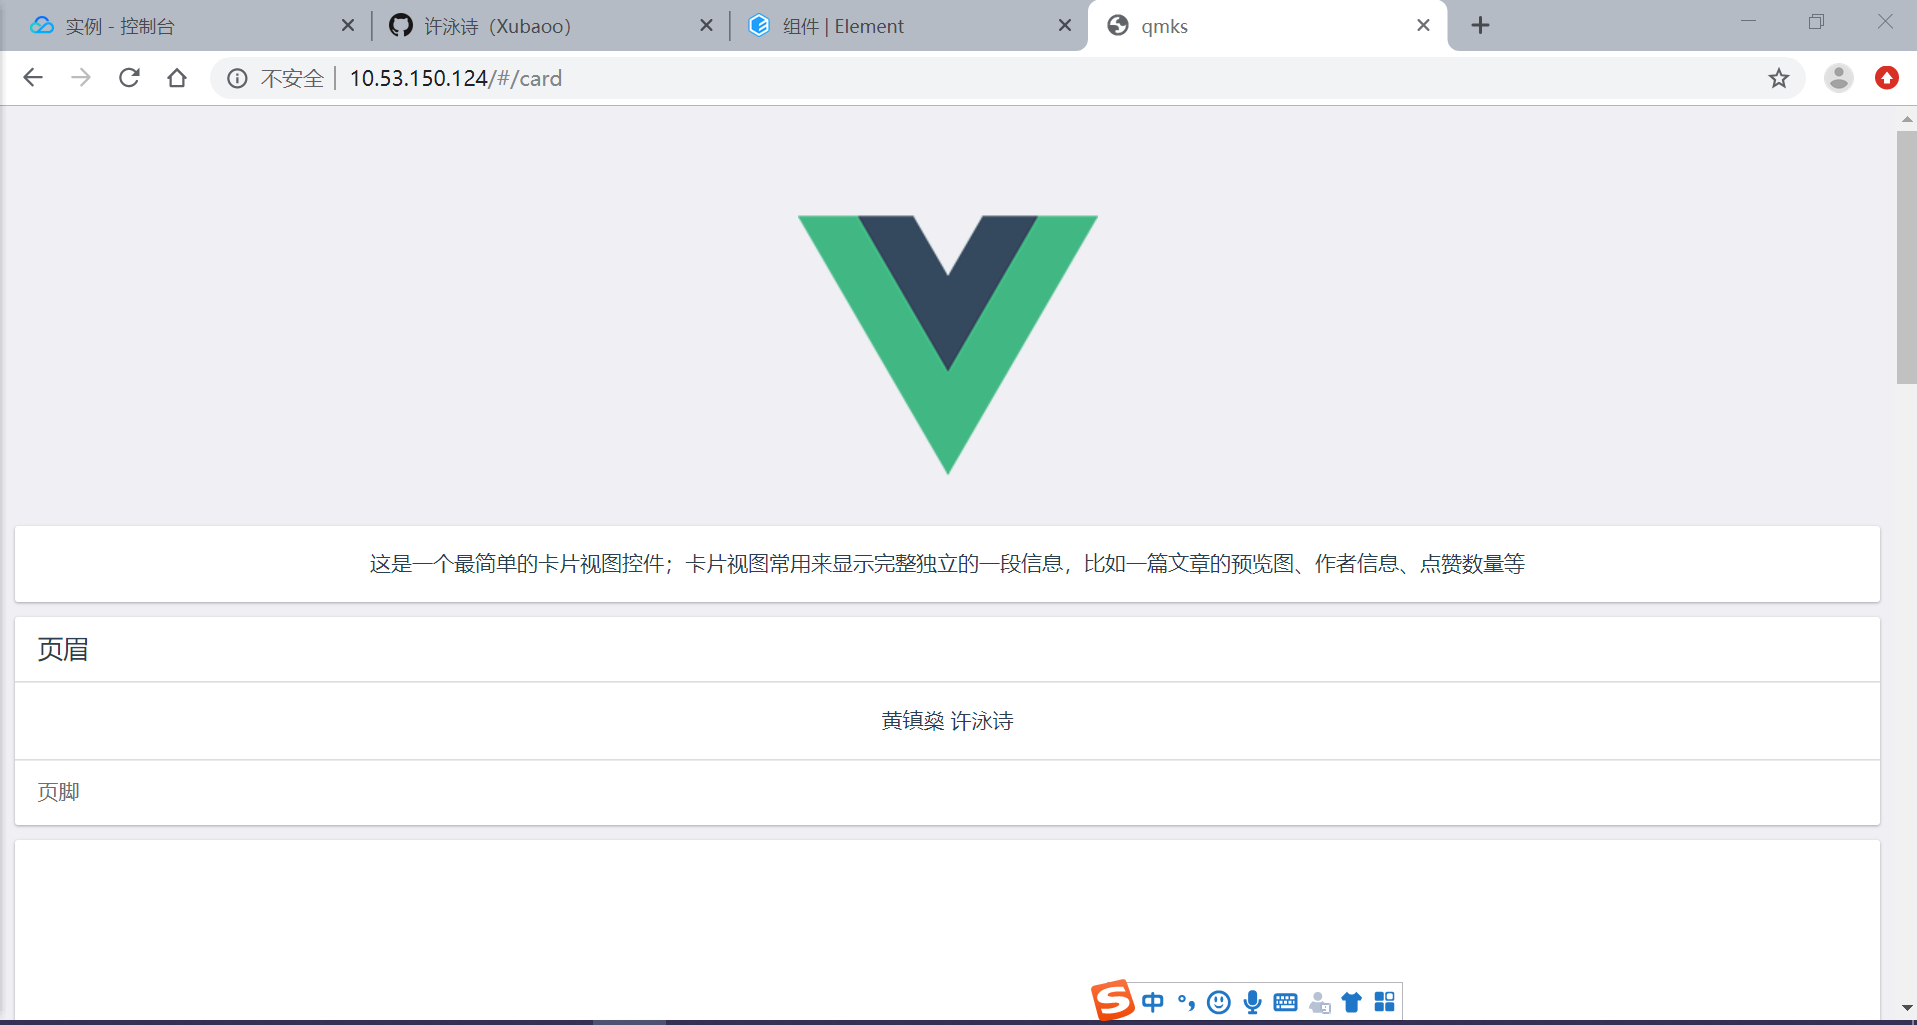 实例 - 控制台
许泳诗（Xubaoo）
组件 | Element
qmks
不安全
10.53.150.124/#/card
这是一个最简单的卡片视图控件；卡片视图常用来显示完整独立的一段信息，比如一篇文章的预览图、作者信息、点赞数量等
页眉
黄镇燊 许泳诗
页脚
中